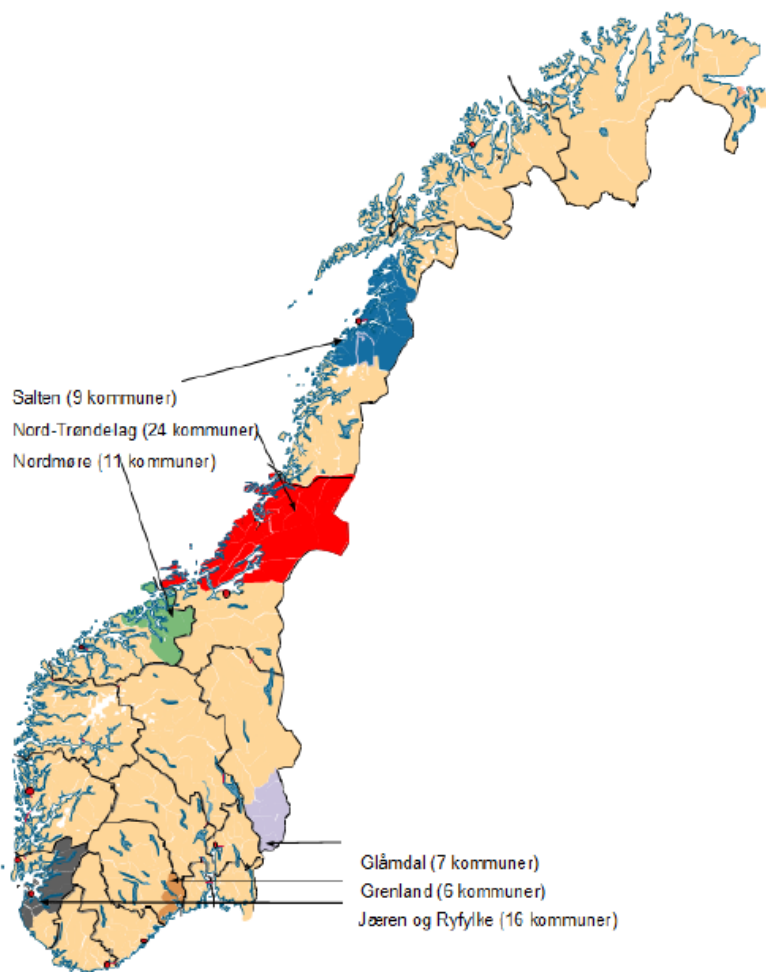 Salten (9 kommuner)
Nord-Trøndelag (24 kommuner)
Nordmøre (11 kommuner)
Glåmdal (7 kommuner)
Grenland (6 kommuner)
Jæren og Ryfylke (16 kommuner)